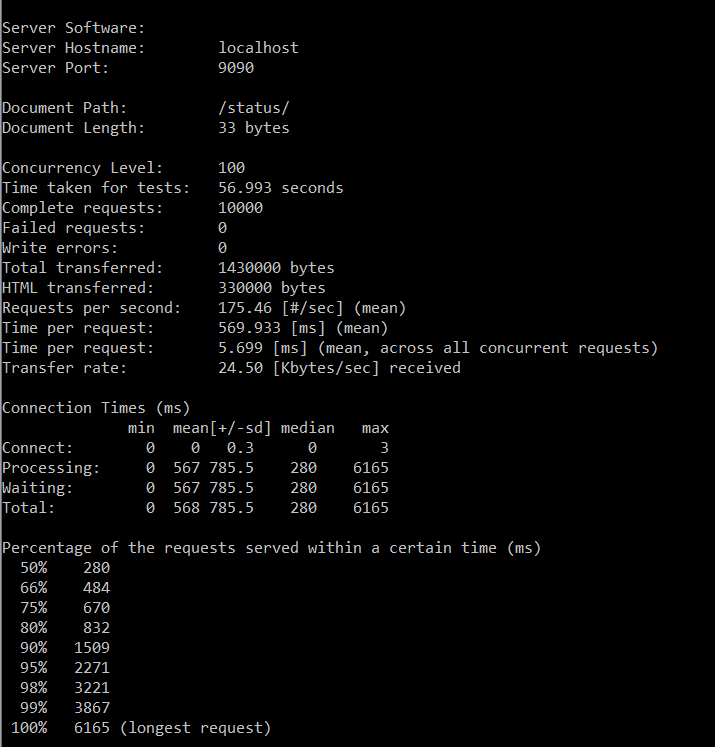 Server Software:
Server Hostname:        localhost
Server Port:            9090
Document Path:          /status/
Document Length:        33 bytes
Concurrency Level:      100
Time taken for tests:   56.993 seconds
Complete requests:      10000
Failed requests:        0
Write errors:           0
Total transferred:      1430000 bytes
HTML transferred:       330000 bytes
Requests per second:    175.46 [#/sec] (mean)
Time per request:       569.933 [ms] (mean)
Time per request:       5.699 [ms] (mean, across all concurrent requests)
Transfer rate:          24.50 [Kbytes/sec] received
Connection Times (ms)
              min  mean[+/-sd] median   max
Connect:        0    0   0.3      0       3
Processing:     0  567 785.5    280    6165
Waiting:        0  567 785.5    280    6165
Total:          0  568 785.5    280    6165
Percentage of the requests served within a certain time (ms)
  50%    280
  66%    484
  75%    670
  80%    832
  90%   1509
  95%   2271
  98%   3221
  99%   3867
 100%   6165 (longest request)